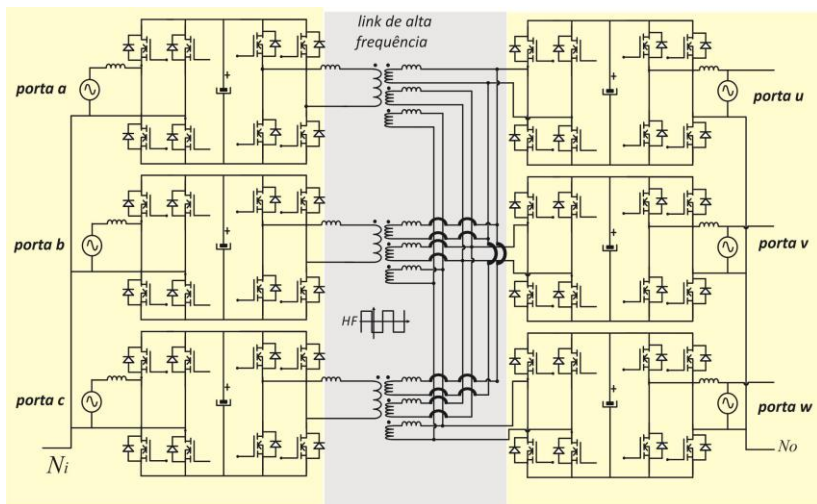 link de alta
frequência
porta a
porta u
porta b
porta v
HF
porta c
porta w
Ni
No
+
+
+
+
+
+